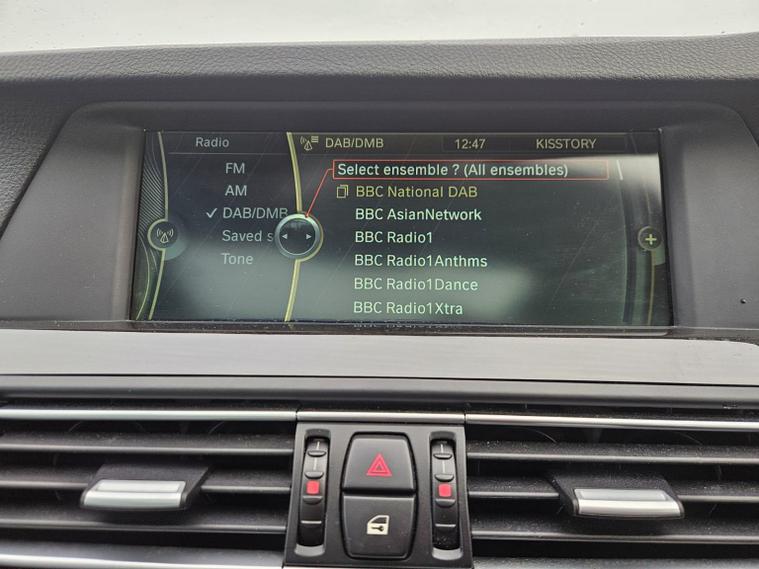 Radio
DAB/DMB 12:47 KISSTORY
FM
AM
DAB/DMB
Saved s
Tone
Select ensemble ? (All ensembles)
BBC National DAB
BBC AsianNetwork
BBC Radio1
BBC Radio1Anthms
BBC Radio1Dance
BBC Radio1Xtra